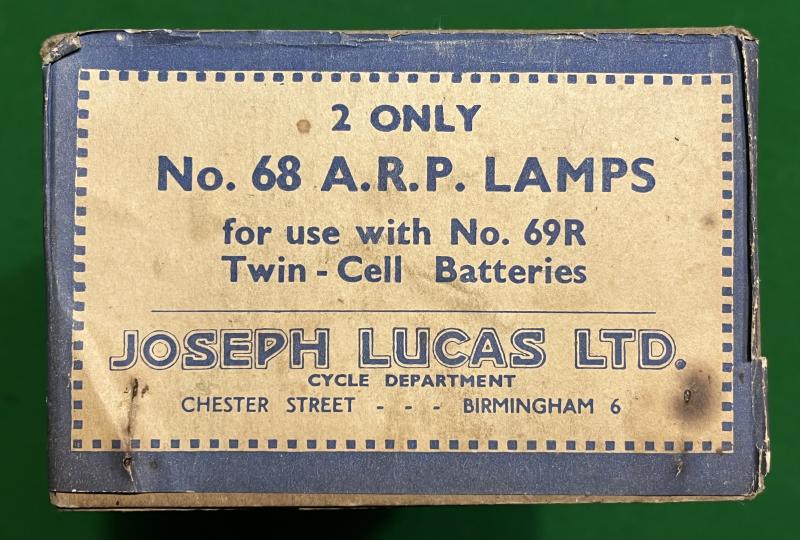 2 ONLY
No. 68 A.R.P. LAMPS
for use with No. 69R
Twin - Cell Batteries
JOSEPH LUCAS LTD.
CYCLE DEPARTMENT
CHESTER STREET - - - BIRMINGHAM 6